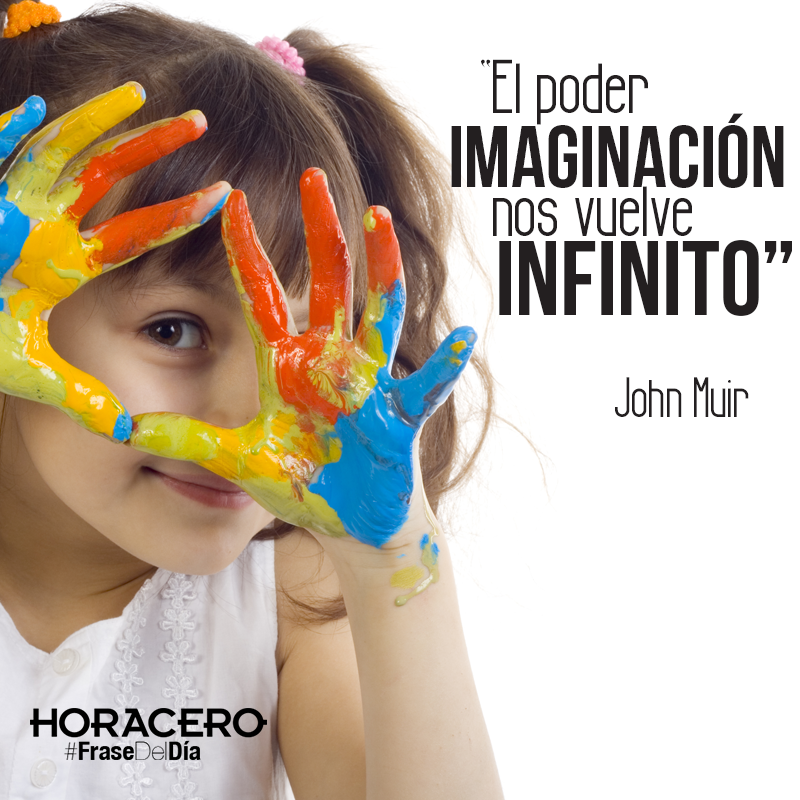 "El poder
IMAGINACIÓN
nos vuelve
INFINITO"
John Muir
HORACERO
#FraseDelDía